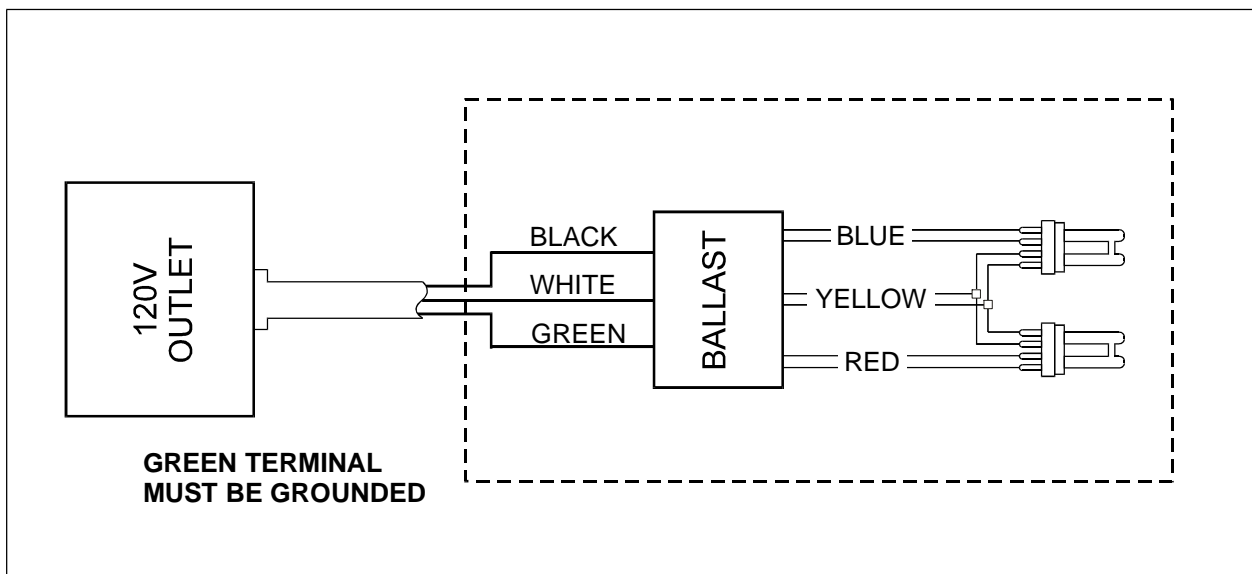 120V
OUTLET
BLACK
WHITE
GREEN
BALLAST
BLUE
YELLOW
RED
GREEN TERMINAL
MUST BE GROUNDED